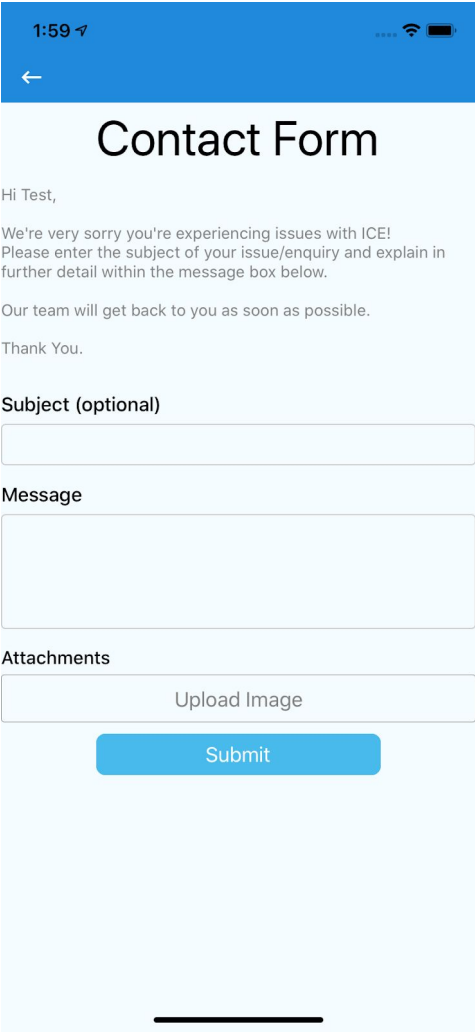 1:59
Contact Form
Hi Test,
We're very sorry you're experiencing issues with ICE!
Please enter the subject of your issue/enquiry and explain in
further detail within the message box below.
Our team will get back to you as soon as possible.
Thank You.
Subject (optional)
Message
Attachments
Upload Image
Submit